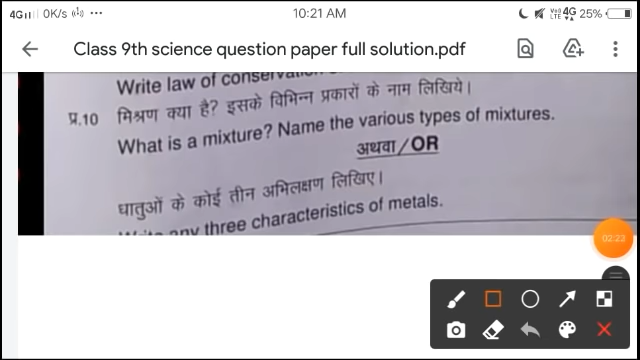 4G 0K/s ... 10:21 AM VoLTE 4G 25%
Class 9th science question paper full solution.pdf
Write law of conserva
प्र.10 मिश्रण क्या है? इसके विभिन्न प्रकारों के नाम लिखिये।
What is a mixture? Name the various types of mixtures.
अथवा/OR
धातुओं के कोई तीन अभिलक्षण लिखिए।
any three characteristics of metals.
02:23